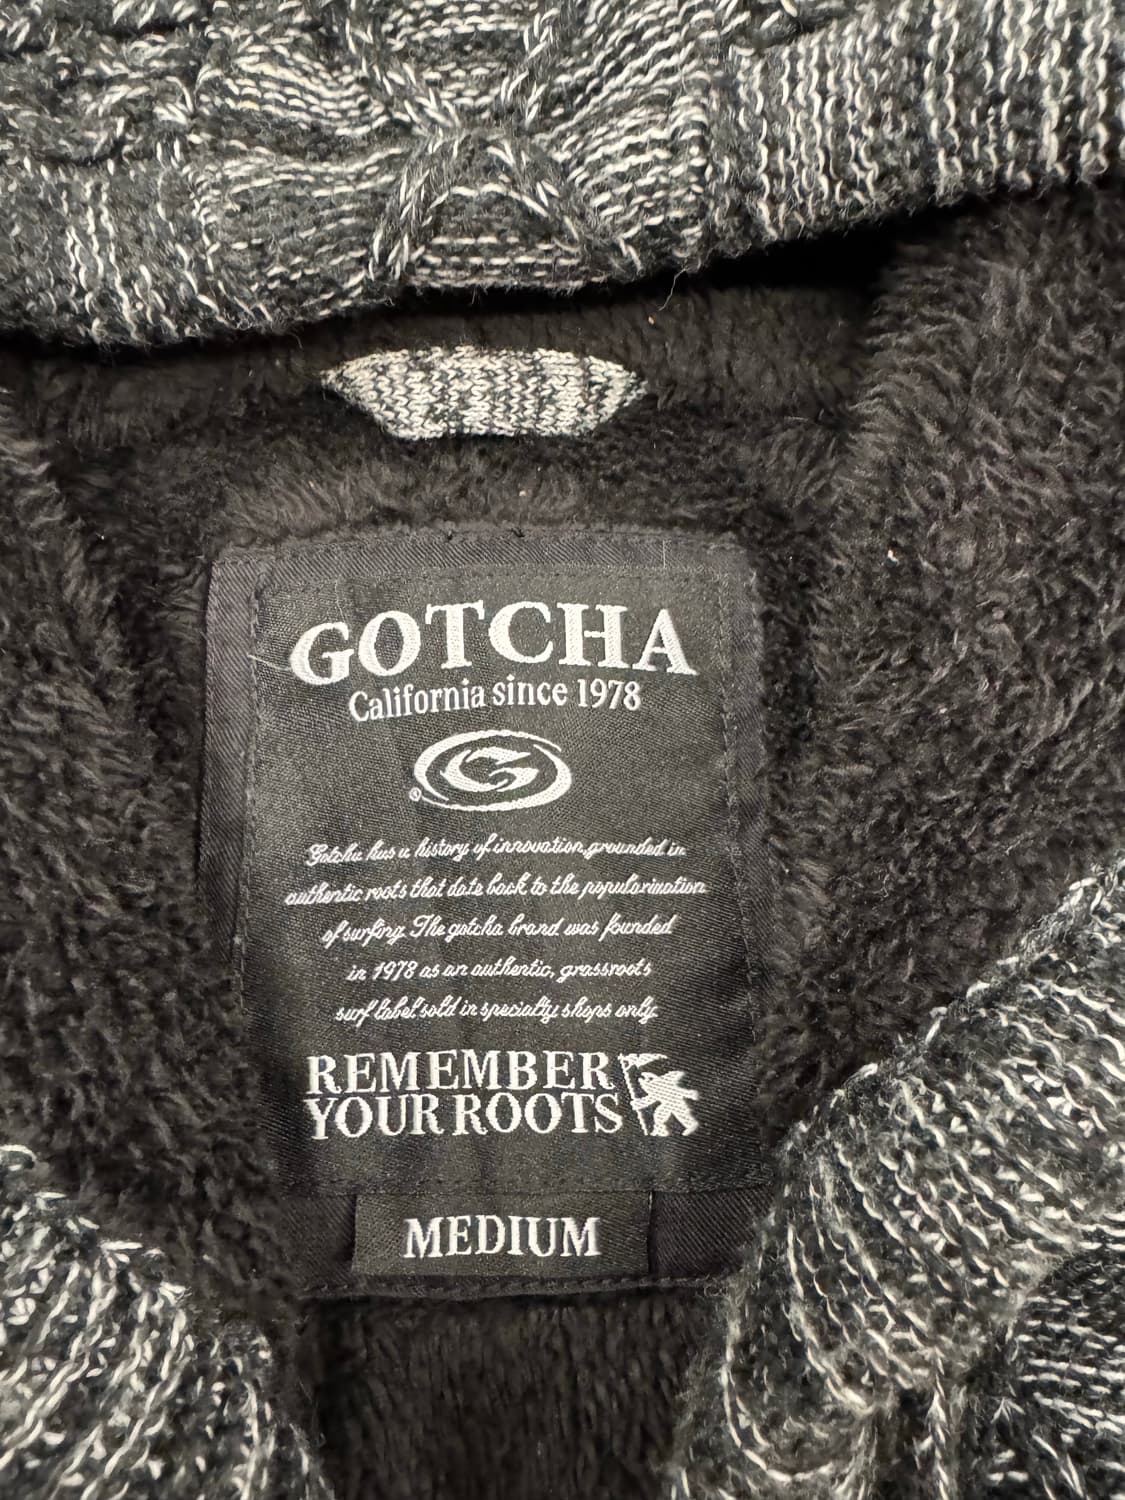 GOTCHA
California since 1978
G
®
Gotcha has a history of innovation, grounded in
authentic roots that date back to the popularization
of surfing. The gotcha brand was founded
in 1978 as an authentic, grassroots
surf label sold in specialty shops only.
REMEMBER
YOUR ROOTS
MEDIUM